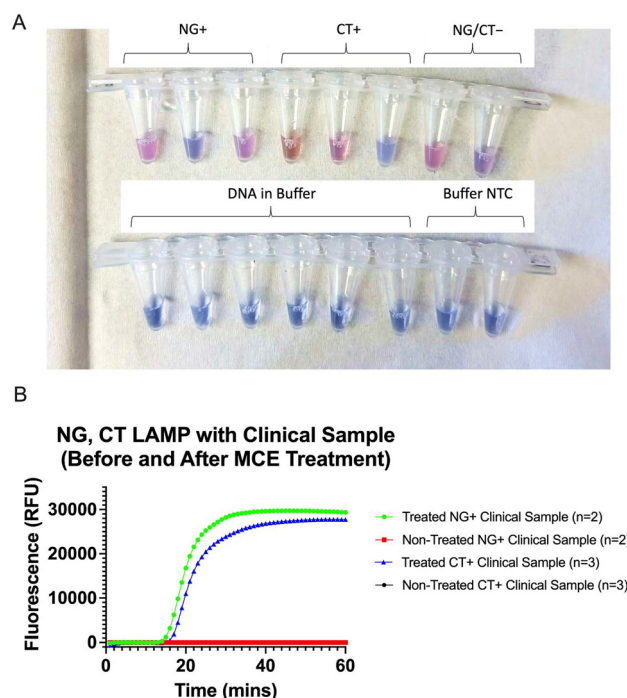 A
NG+ CT+ NG/CT–
DNA in Buffer Buffer NTC
B
NG, CT LAMP with Clinical Sample
(Before and After MCE Treatment)
Fluorescence (RFU)
30000
20000
10000
0
0 20 40 60
Time (mins)
Treated NG+ Clinical Sample (n=2)
Non-Treated NG+ Clinical Sample (n=2)
Treated CT+ Clinical Sample (n=3)
Non-Treated CT+ Clinical Sample (n=3)